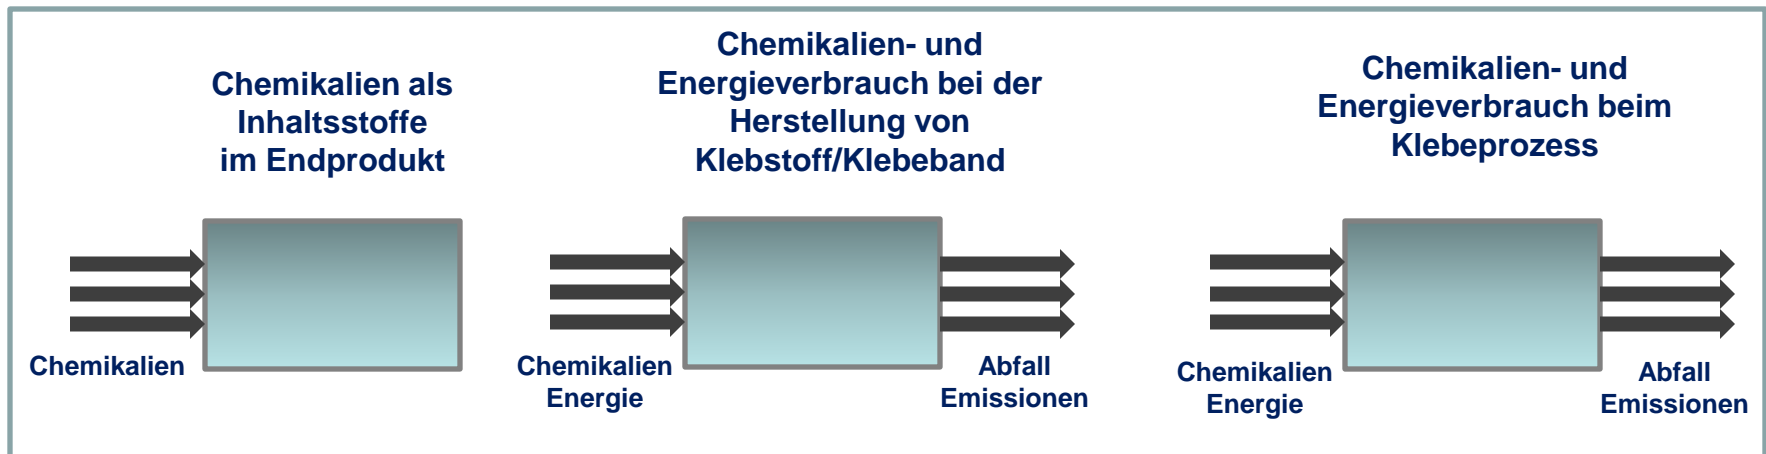 Chemikalien als
Inhaltsstoffe
im Endprodukt
Chemikalien
Chemikalien- und
Energieverbrauch bei der
Herstellung von
Klebstoff/Klebeband
Chemikalien
Energie
Abfall
Emissionen
Chemikalien- und
Energieverbrauch beim
Klebeprozess
Chemikalien
Energie
Abfall
Emissionen